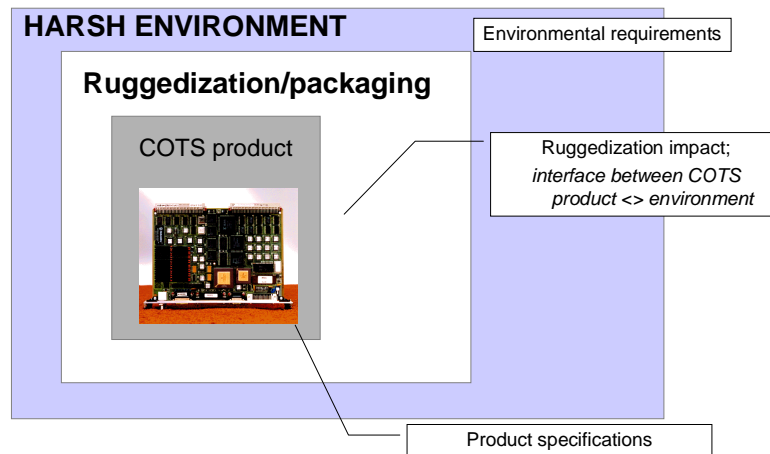 HARSH ENVIRONMENT
Environmental requirements
Ruggedization/packaging
COTS product
Ruggedization impact;
interface between COTS
product <> environment
Product specifications